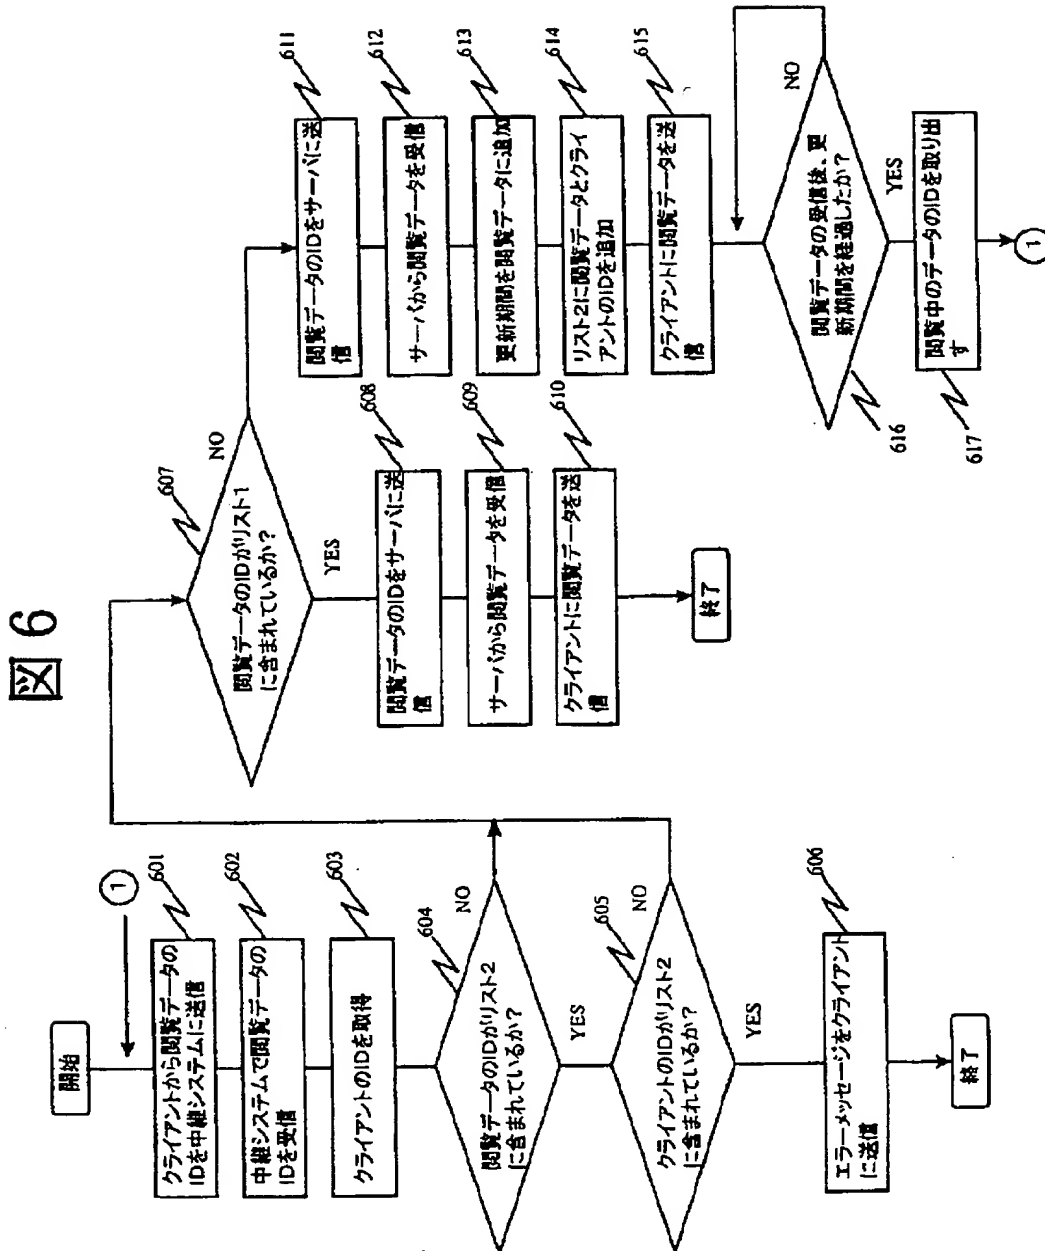 図 6
開始
①
クライアントから閲覧データの
IDを中継システムに送信
601
中継システムで閲覧データの
IDを受信
602
クライアントのIDを取得
603
閲覧データのIDがリスト2
に含まれているか?
604
NO
YES
クライアントのIDがリスト2
に含まれているか?
605
NO
YES
エラーメッセージをクライアント
に送信
606
終了
閲覧データのIDがリスト1
に含まれているか?
607
NO
YES
閲覧データのIDをサーバに送
信
608
サーバから閲覧データを受信
609
クライアントに閲覧データを送
信
610
終了
閲覧データのIDをサーバに送
信
611
サーバから閲覧データを受信
612
更新期間を閲覧データに追加
613
リスト2に閲覧データとクライ
アントのIDを追加
614
クライアントに閲覧データを送
信
615
閲覧データの受信後、更
新期間を経過したか?
616
NO
YES
閲覧中のデータのIDを取り出
す
617
①